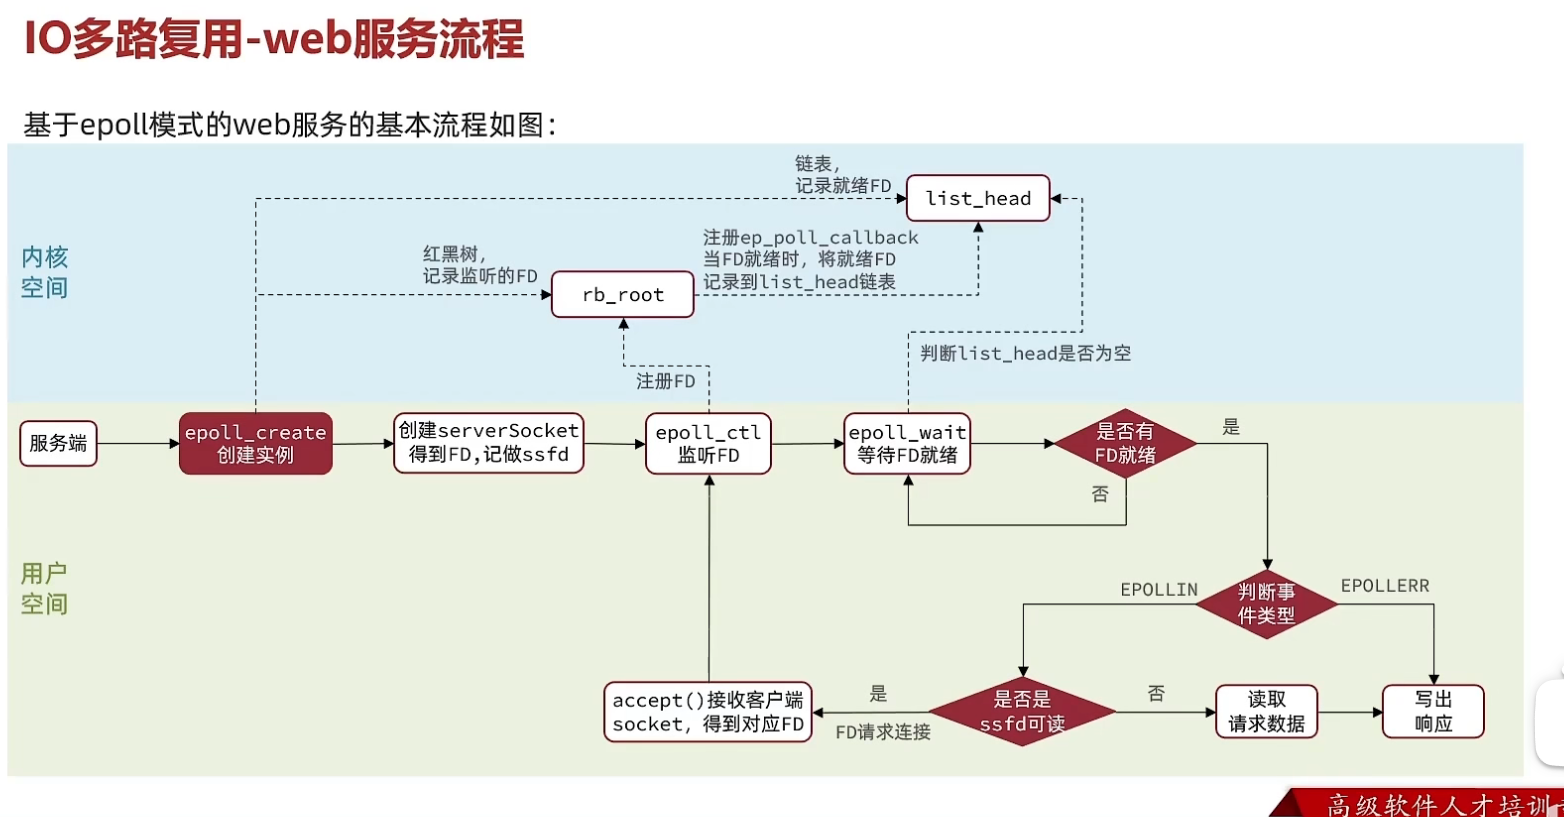 IO多路复用-web服务流程
基于epoll模式的web服务的基本流程如图：
链表，
记录就绪FD
list_head
内核
空间
红黑树，
记录监听的FD
rb_root
注册ep_poll_callback
当FD就绪时，将就绪FD
记录到list_head链表
判断list_head是否为空
注册FD
服务端
epoll_create
创建实例
创建serverSocket
得到FD,记做ssfd
epoll_ctl
监听FD
epoll_wait
等待FD就绪
是否有
FD就绪
是
否
用户
空间
EPOLLIN
判断事
件类型
EPOLLERR
accept()接收客户端
socket，得到对应FD
是
FD请求连接
是否是
ssfd可读
否
读取
请求数据
写出
响应
高级软件人才培训